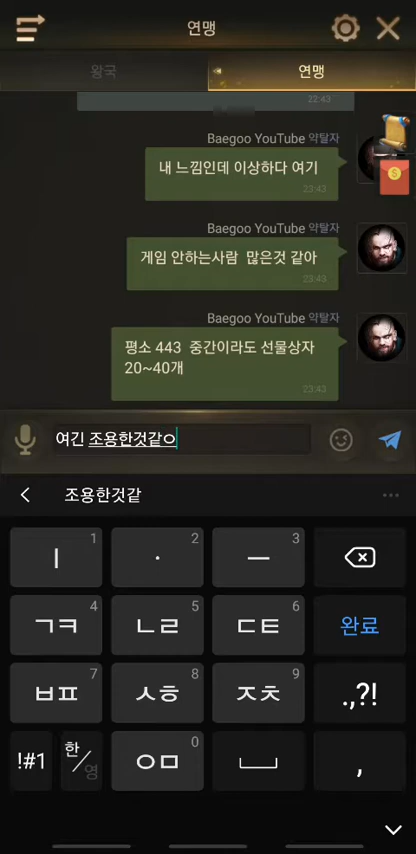 연맹
왕국
연맹
22:43
Baegoo YouTube 약탈자
내 느낌인데 이상하다 여기
23:43
Baegoo YouTube 약탈자
게임 안하는사람 많은것 같아
23:43
Baegoo YouTube 약탈자
평소 443 중간이라도 선물상자
20~40개
23:43
여긴 조용한것같ㅇ
조용한것같
ㅣ 1
· 2
ㅡ 3
ㄱㅋ 4
ㄴㄹ 5
ㄷㅌ 6
완료
ㅂㅍ 7
ㅅㅎ 8
ㅈㅊ 9
.,?!
!#1
한/영
ㅇㅁ 0
,